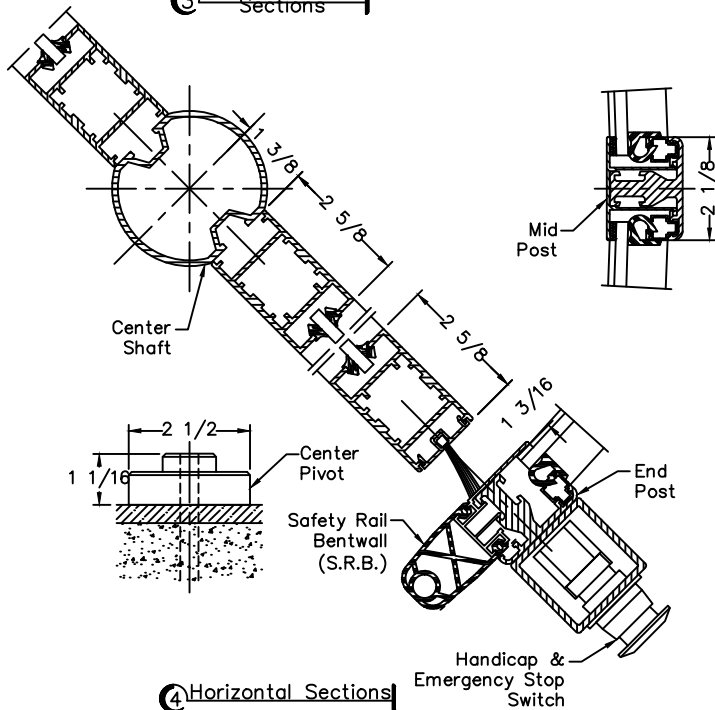 3
Sections
1 3/8
2 5/8
2 1/8
Mid
Post
Center
Shaft
2 5/8
1 3/16
2 1/2
1 1/16
Center
Pivot
End
Post
Safety Rail
Bentwall
(S.R.B.)
Handicap &
Emergency Stop
Switch
4 Horizontal Sections